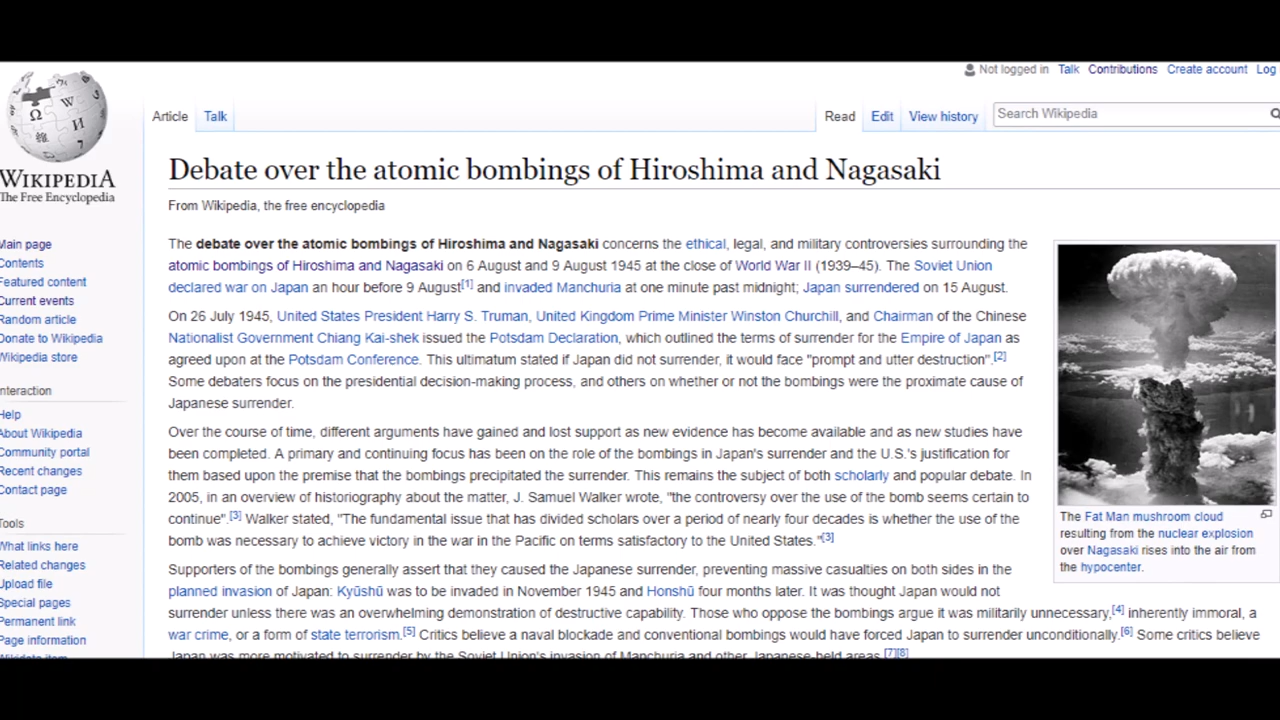 Not logged in Talk Contributions Create account Log
Article Talk Read Edit View history Search Wikipedia
WIKIPEDIA
The Free Encyclopedia
Main page
Contents
Featured content
Current events
Random article
Donate to Wikipedia
Wikipedia store
nteraction
Help
About Wikipedia
Community portal
Recent changes
Contact page
Tools
What links here
Related changes
Upload file
Special pages
Permanent link
Page information
Wikidata item
Debate over the atomic bombings of Hiroshima and Nagasaki
From Wikipedia, the free encyclopedia
The debate over the atomic bombings of Hiroshima and Nagasaki concerns the ethical, legal, and military controversies surrounding the
atomic bombings of Hiroshima and Nagasaki on 6 August and 9 August 1945 at the close of World War II (1939–45). The Soviet Union
declared war on Japan an hour before 9 August[1] and invaded Manchuria at one minute past midnight; Japan surrendered on 15 August.
On 26 July 1945, United States President Harry S. Truman, United Kingdom Prime Minister Winston Churchill, and Chairman of the Chinese
Nationalist Government Chiang Kai-shek issued the Potsdam Declaration, which outlined the terms of surrender for the Empire of Japan as
agreed upon at the Potsdam Conference. This ultimatum stated if Japan did not surrender, it would face "prompt and utter destruction".[2]
Some debaters focus on the presidential decision-making process, and others on whether or not the bombings were the proximate cause of
Japanese surrender.
Over the course of time, different arguments have gained and lost support as new evidence has become available and as new studies have
been completed. A primary and continuing focus has been on the role of the bombings in Japan's surrender and the U.S.'s justification for
them based upon the premise that the bombings precipitated the surrender. This remains the subject of both scholarly and popular debate. In
2005, in an overview of historiography about the matter, J. Samuel Walker wrote, "the controversy over the use of the bomb seems certain to
continue".[3] Walker stated, "The fundamental issue that has divided scholars over a period of nearly four decades is whether the use of the
bomb was necessary to achieve victory in the war in the Pacific on terms satisfactory to the United States."[3]
Supporters of the bombings generally assert that they caused the Japanese surrender, preventing massive casualties on both sides in the
planned invasion of Japan: Kyūshū was to be invaded in November 1945 and Honshū four months later. It was thought Japan would not
surrender unless there was an overwhelming demonstration of destructive capability. Those who oppose the bombings argue it was militarily unnecessary,[4] inherently immoral, a
war crime, or a form of state terrorism.[5] Critics believe a naval blockade and conventional bombings would have forced Japan to surrender unconditionally.[6] Some critics believe
Japan was more motivated to surrender by the Soviet Union's invasion of Manchuria and other Japanese-held areas.[7][8]
The Fat Man mushroom cloud
resulting from the nuclear explosion
over Nagasaki rises into the air from
the hypocenter.